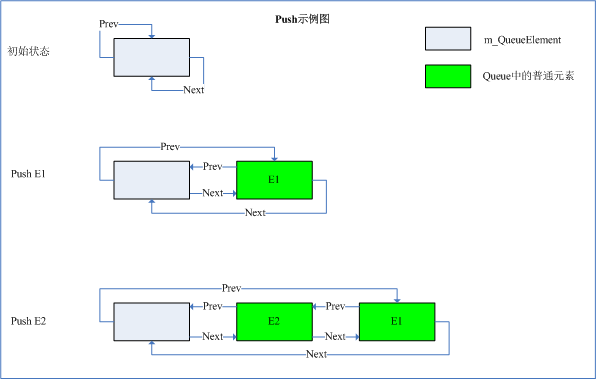 Push示例图
Prev
初始状态
Next
m_QueueElement
Queue中的普通元素
Prev
Push E1
Prev
Next
E1
Next
Prev
Push E2
Prev
Next
E2
Prev
Next
E1
Next